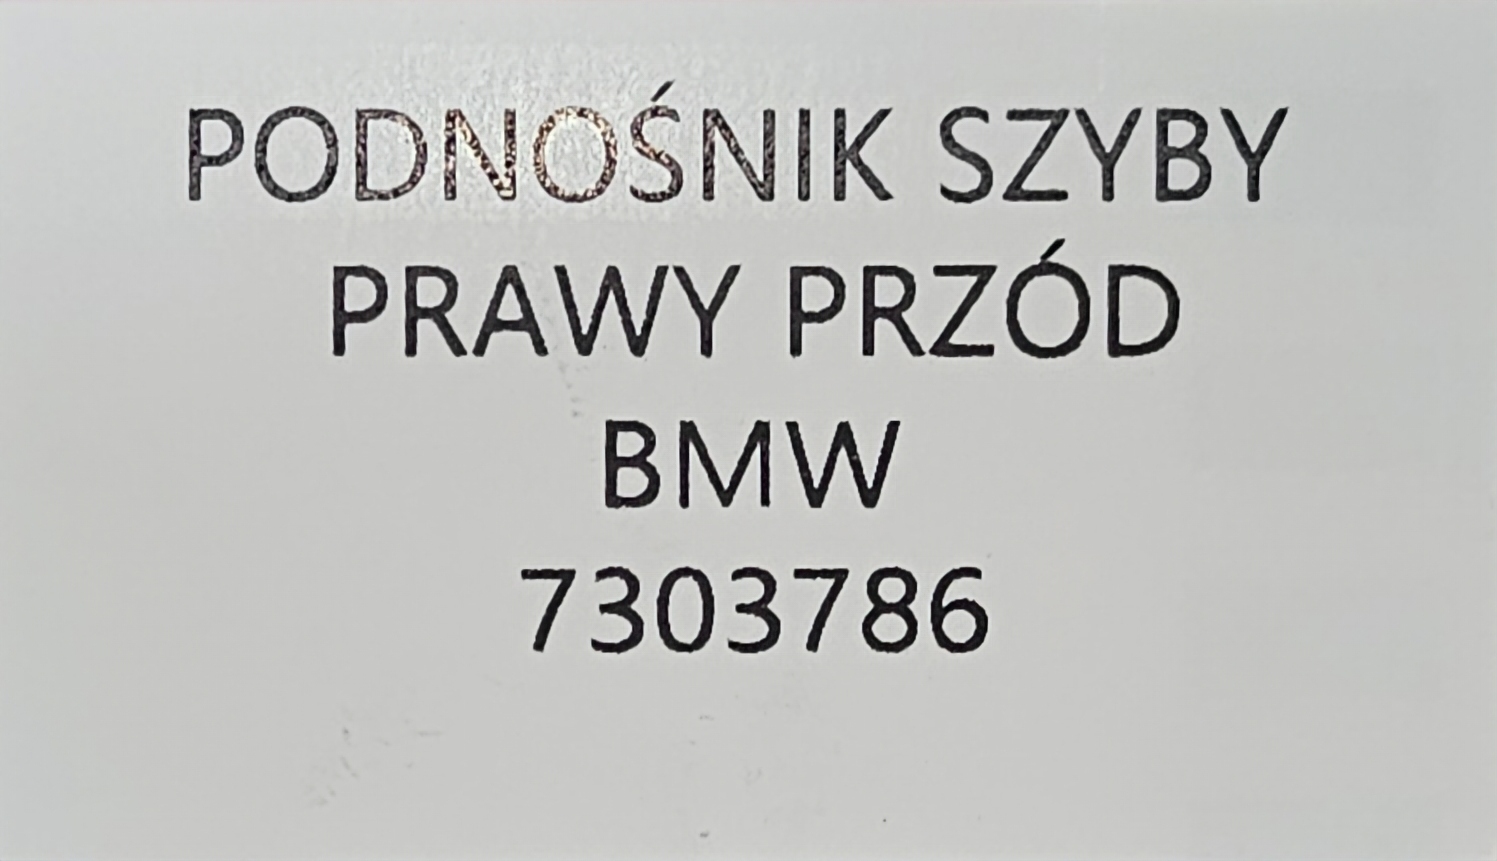 PODNOŚNIK SZYBY
PRAWY PRZÓD
BMW
7303786